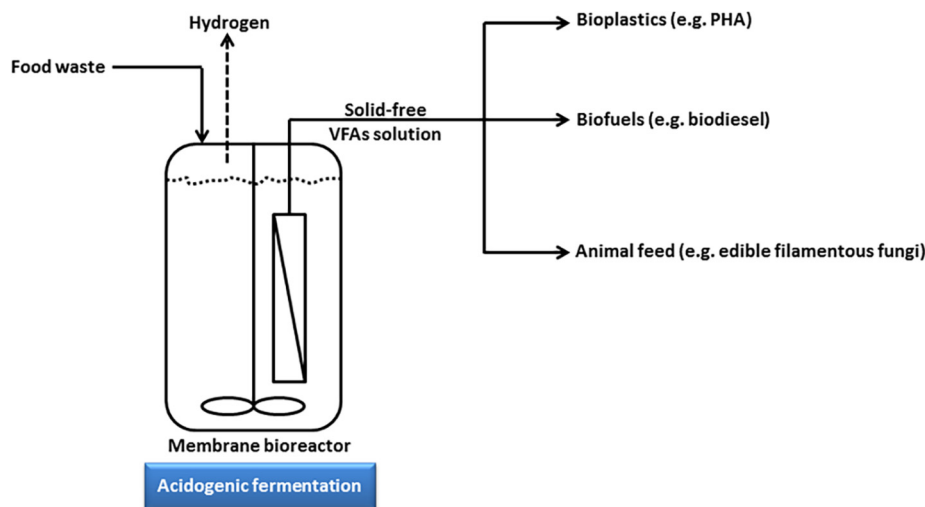 Hydrogen
Food waste
Solid-free
VFAs solution
Bioplastics (e.g. PHA)
Biofuels (e.g. biodiesel)
Animal feed (e.g. edible filamentous fungi)
Membrane bioreactor
Acidogenic fermentation